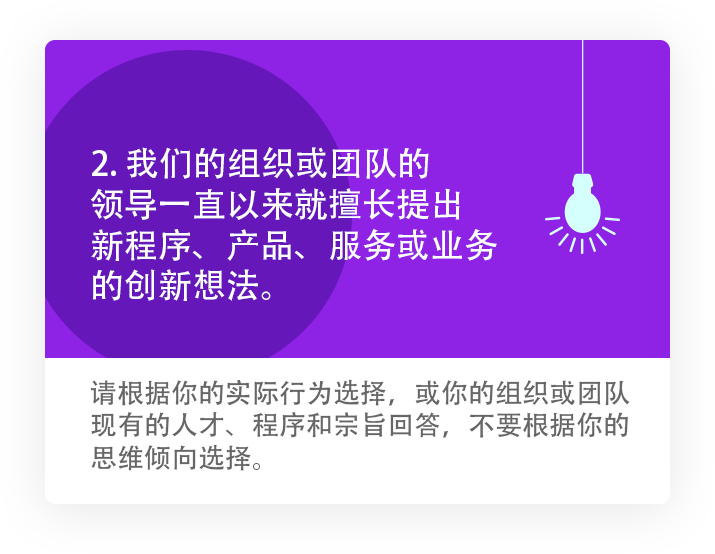 2. 我们的组织或团队的
领导一直以来就擅长提出
新程序、产品、服务或业务
的创新想法。
请根据你的实际行为选择，或你的组织或团队
现有的人才、程序和宗旨回答，不要根据你的
思维倾向选择。